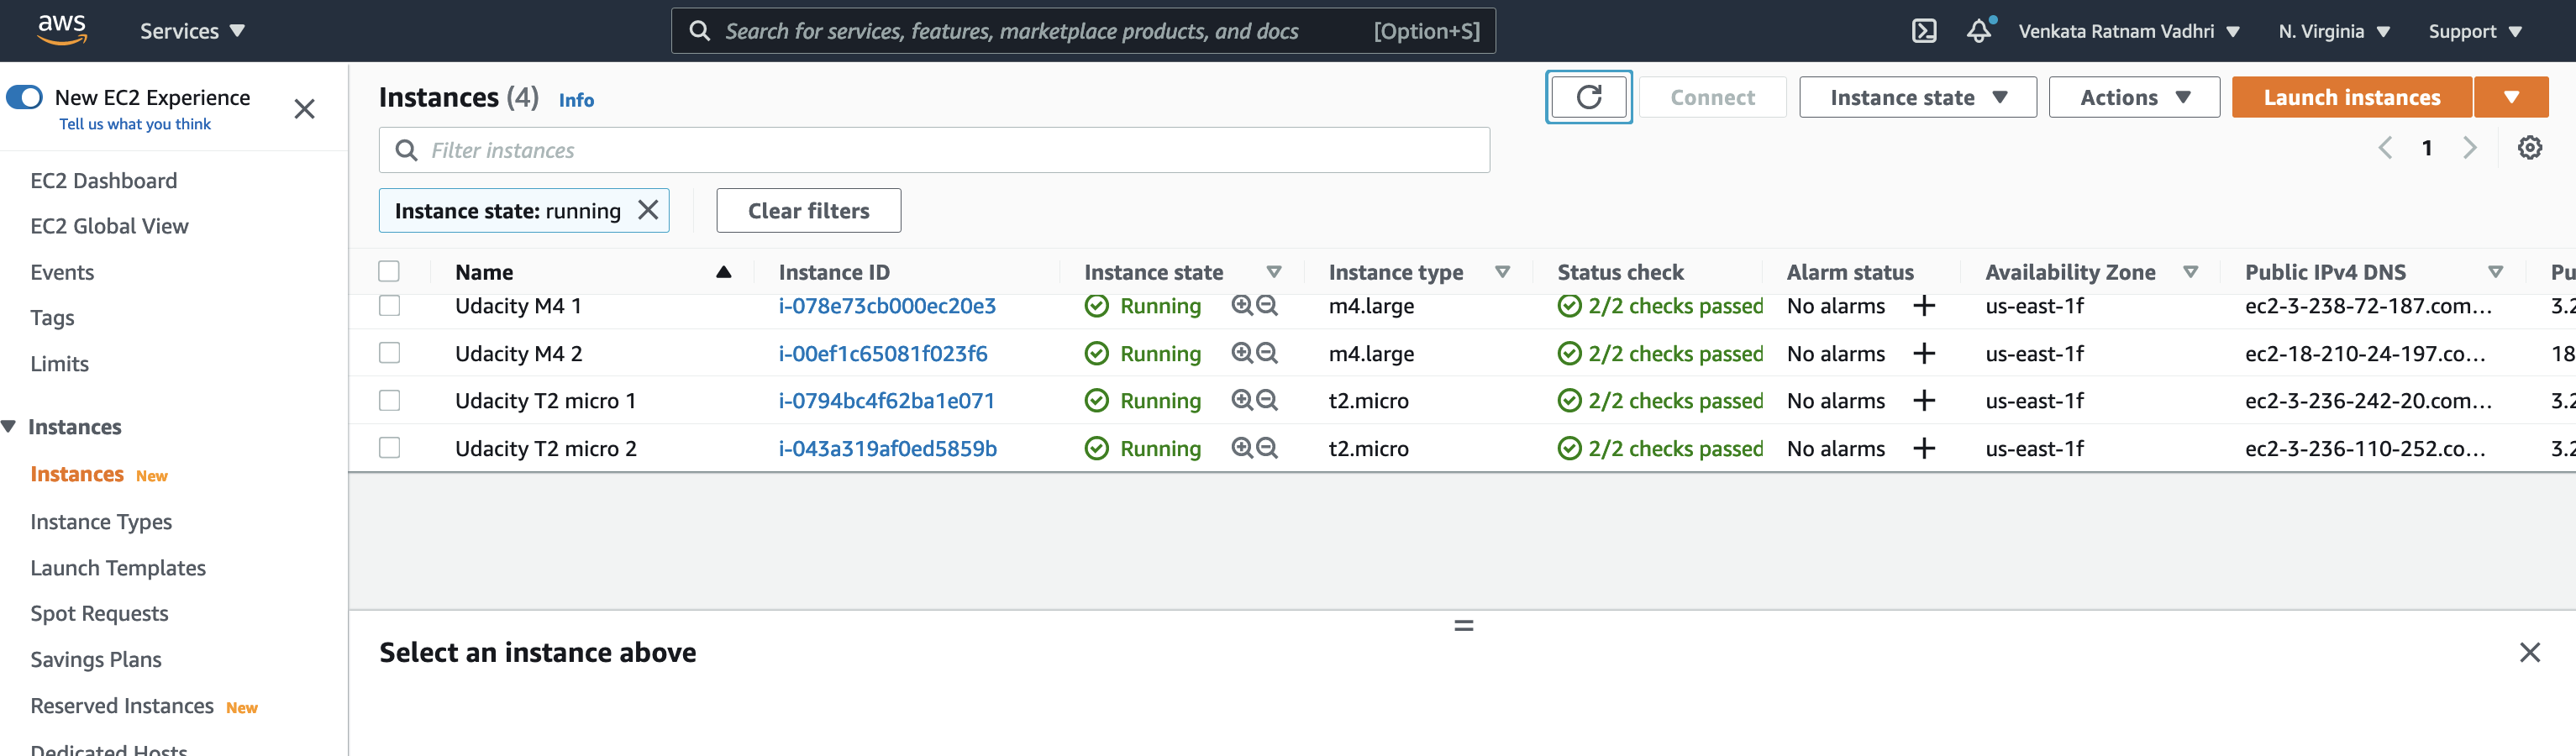 aws Services Search for services, features, marketplace products, and docs [Option+S] Venkata Ratnam Vadhri N. Virginia Support
New EC2 Experience
Tell us what you think
EC2 Dashboard
EC2 Global View
Events
Tags
Limits
Instances
Instances New
Instance Types
Launch Templates
Spot Requests
Savings Plans
Reserved Instances New
Dedicated Hosts
Instances (4) Info
Connect Instance state Actions Launch instances
Filter instances
1
Instance state: running Clear filters
Name Instance ID Instance state Instance type Status check Alarm status Availability Zone Public IPv4 DNS Pu
Udacity M4 1 i-078e73cb000ec20e3 Running m4.large 2/2 checks passed No alarms + us-east-1f ec2-3-238-72-187.com... 3.2
Udacity M4 2 i-00ef1c65081f023f6 Running m4.large 2/2 checks passed No alarms + us-east-1f ec2-18-210-24-197.co... 18
Udacity T2 micro 1 i-0794bc4f62ba1e071 Running t2.micro 2/2 checks passed No alarms + us-east-1f ec2-3-236-242-20.com... 3.2
Udacity T2 micro 2 i-043a319af0ed5859b Running t2.micro 2/2 checks passed No alarms + us-east-1f ec2-3-236-110-252.co... 3.2
Select an instance above